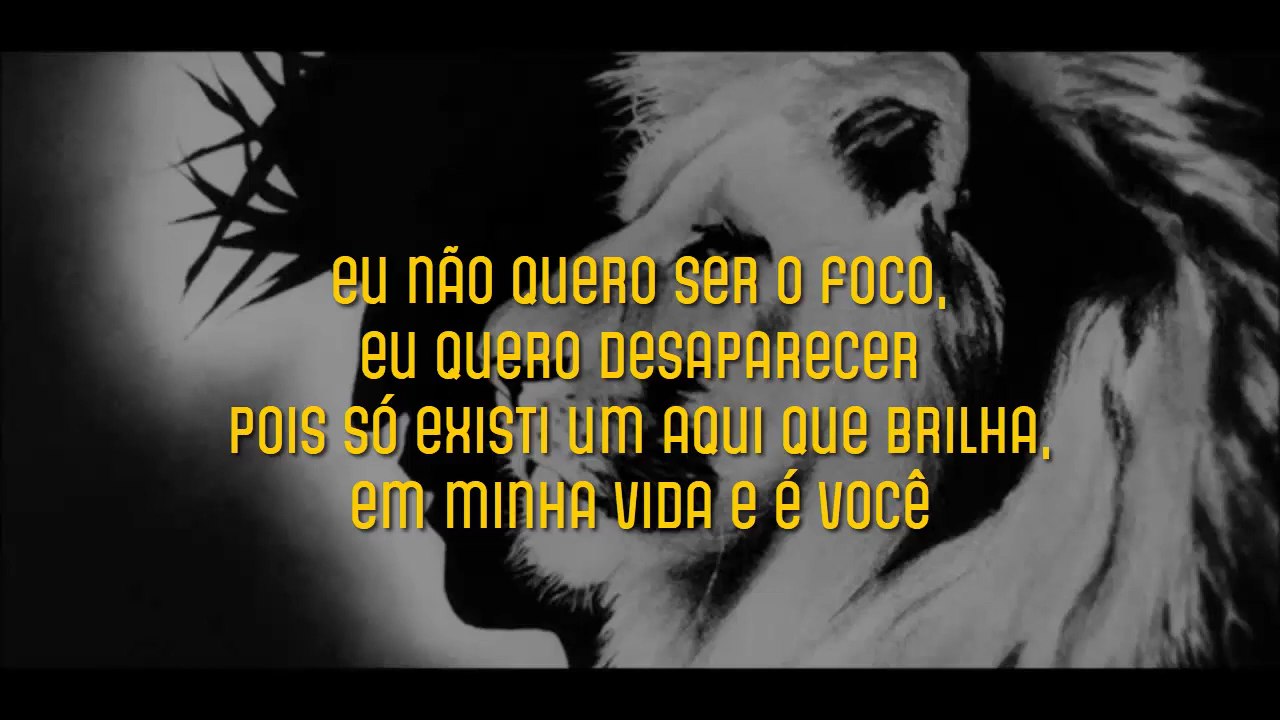 eu não quero ser o foco,
eu quero desaparecer
pois só existi um aqui que brilha,
em minha vida e é você